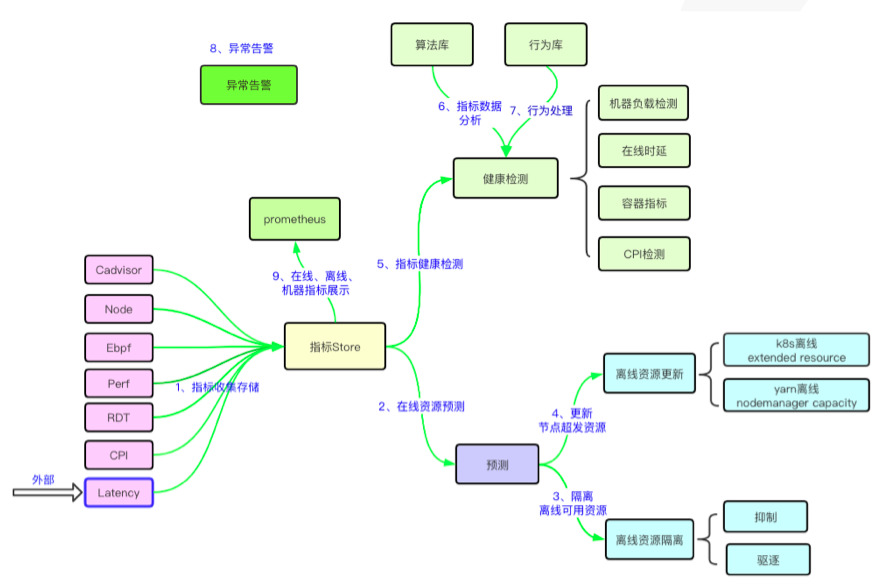 8、异常告警
异常告警
算法库
行为库
6、指标数据
分析
7、行为处理
机器负载检测
在线时延
健康检测
容器指标
CPI检测
prometheus
5、指标健康检测
9、在线、离线、
机器指标展示
Cadvisor
Node
Ebpf
Perf
RDT
CPI
外部
Latency
1、指标收集存储
指标Store
2、在线资源预测
预测
4、更新
节点超发资源
3、隔离
离线可用资源
离线资源更新
k8s离线
extended resource
yarn离线
nodemanager capacity
离线资源隔离
抑制
驱逐